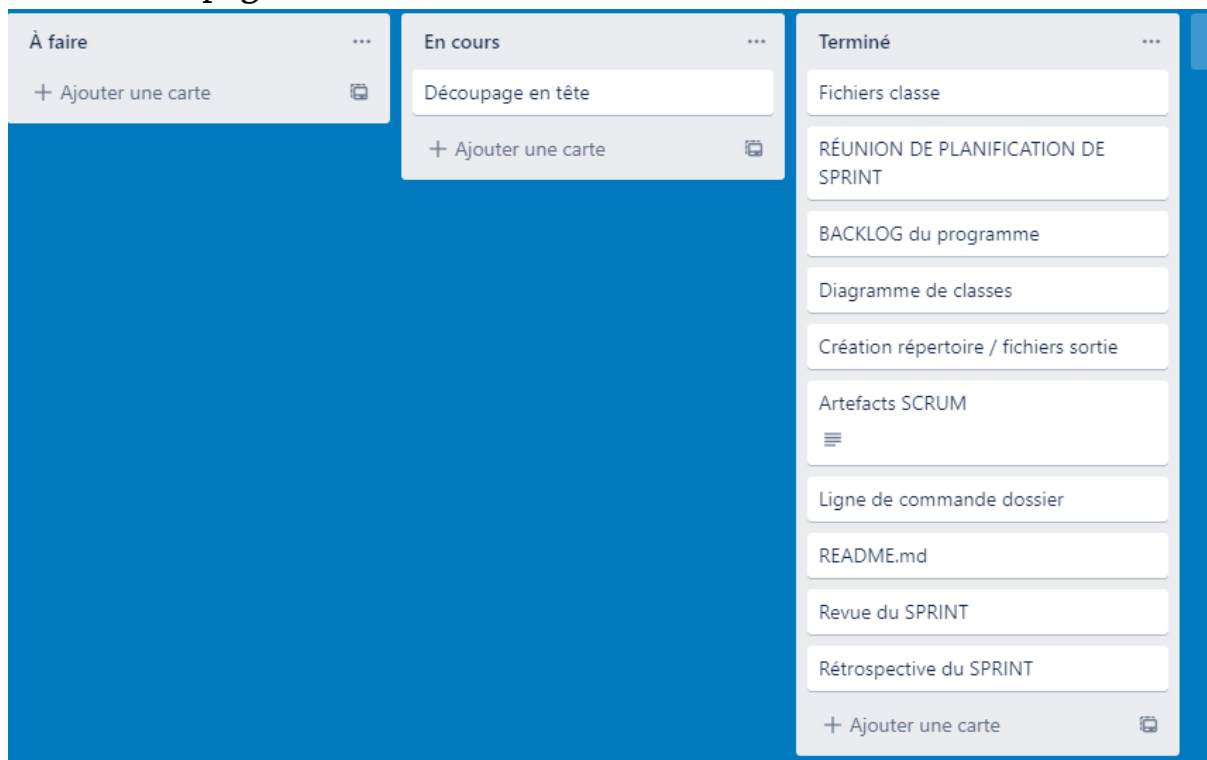 À faire
+ Ajouter une carte
En cours
Découpage en tête
+ Ajouter une carte
Terminé
Fichiers classe
RÉUNION DE PLANIFICATION DE
SPRINT
BACKLOG du programme
Diagramme de classes
Création répertoire / fichiers sortie
Artefacts SCRUM
Ligne de commande dossier
README.md
Revue du SPRINT
Rétrospective du SPRINT
+ Ajouter une carte